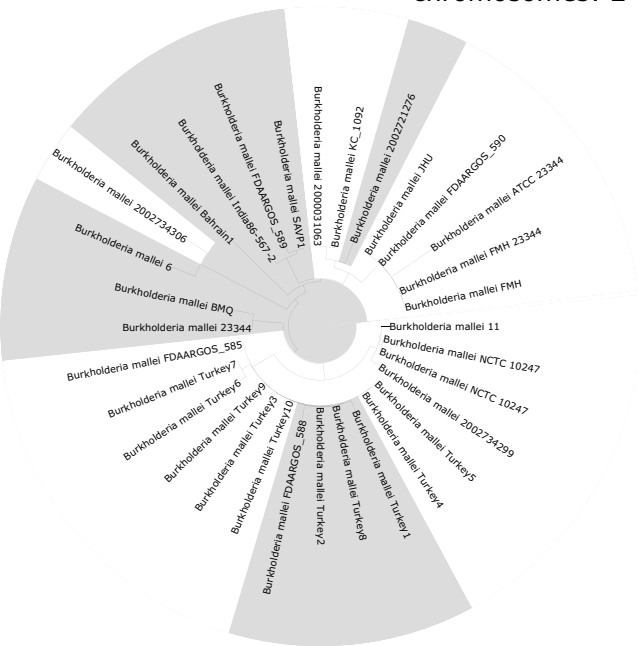 Burkholderia mallei 2000031063
Burkholderia mallei KC_1092
Burkholderia mallei 2002721276
Burkholderia mallei JHU
Burkholderia mallei FDAARGOS_590
Burkholderia mallei ATCC 23344
Burkholderia mallei FMH 23344
Burkholderia mallei FMH
Burkholderia mallei 11
Burkholderia mallei NCTC 10247
Burkholderia mallei NCTC 10247
Burkholderia mallei 2002734299
Burkholderia mallei Turkey5
Burkholderia mallei Turkey4
Burkholderia mallei Turkey1
Burkholderia mallei Turkey8
Burkholderia mallei Turkey2
Burkholderia mallei FDAARGOS_588
Burkholderia mallei Turkey10
Burkholderia mallei Turkey3
Burkholderia mallei Turkey9
Burkholderia mallei Turkey6
Burkholderia mallei Turkey7
Burkholderia mallei FDAARGOS_585
Burkholderia mallei 23344
Burkholderia mallei BMQ
Burkholderia mallei 6
Burkholderia mallei 2002734306
Burkholderia mallei Bahrain1
Burkholderia mallei India86-567-2
Burkholderia mallei FDAARGOS_589
Burkholderia mallei SAVP1